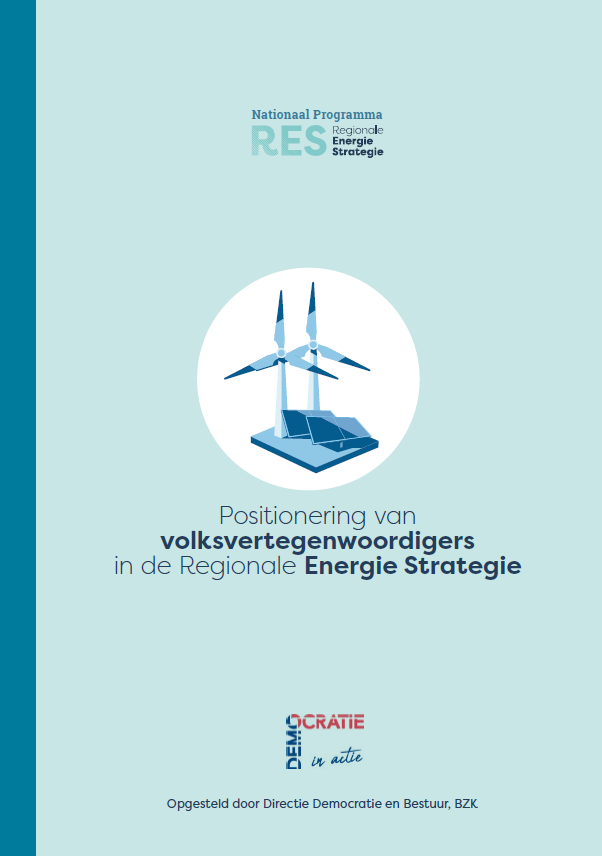 Nationaal Programma
RES Regionale
Energie
Strategie
Positionering van
volksvertegenwoordigers
in de Regionale Energie Strategie
DEMOCRATIE
in actie
Opgesteld door Directie Democratie en Bestuur, BZK